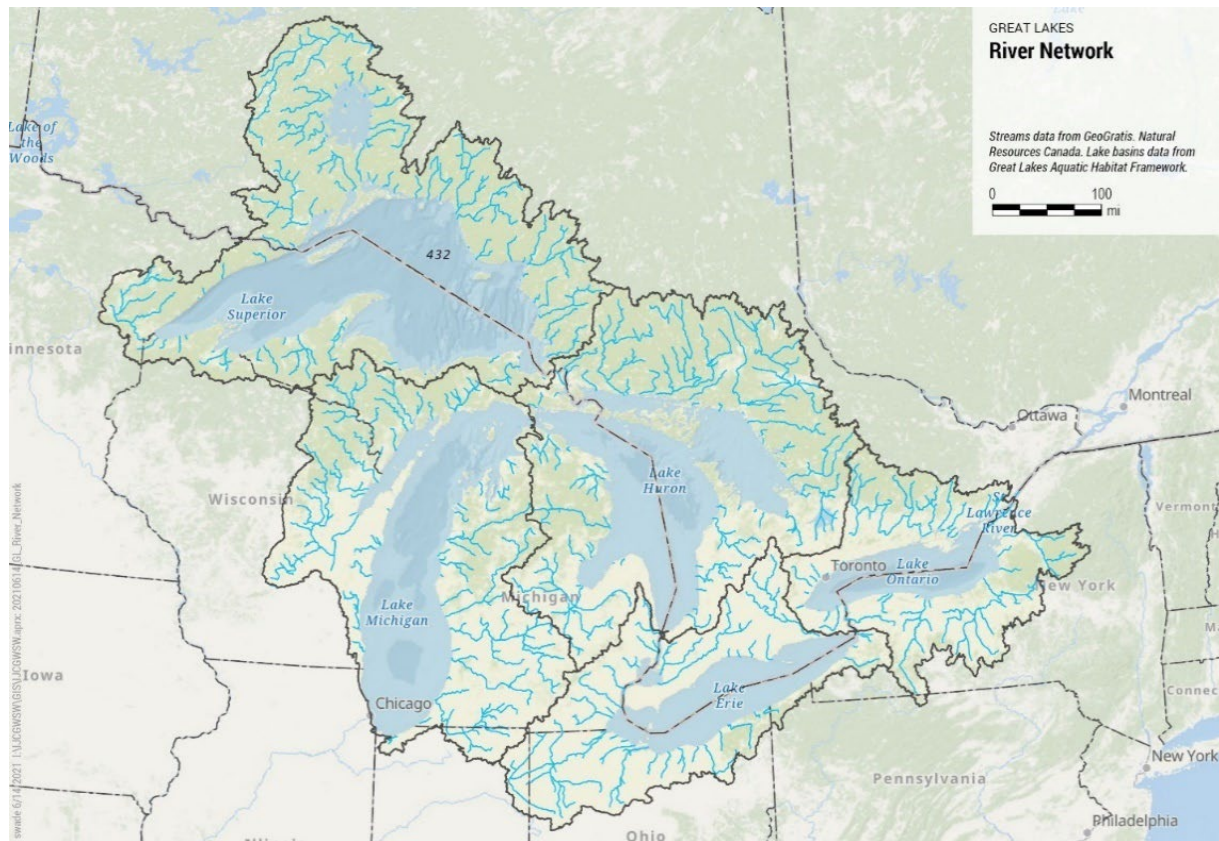 GREAT LAKES
River Network
Streams data from GeoGratis. Natural
Resources Canada. Lake basins data from
Great Lakes Aquatic Habitat Framework.
0 100
mi
Lake
Lake of
the
Woods
432
Lake
Superior
innesota
Montreal
Ottawa
Wisconsin
Lake
Huron
St
Lawrence
River
Vermont
Toronto
Lake
Ontario
New York
Michigan
Lake
Michigan
Iowa
Chicago
Lake
Erie
Connec
New York
Pennsylvania
Ohio
Philadelphia